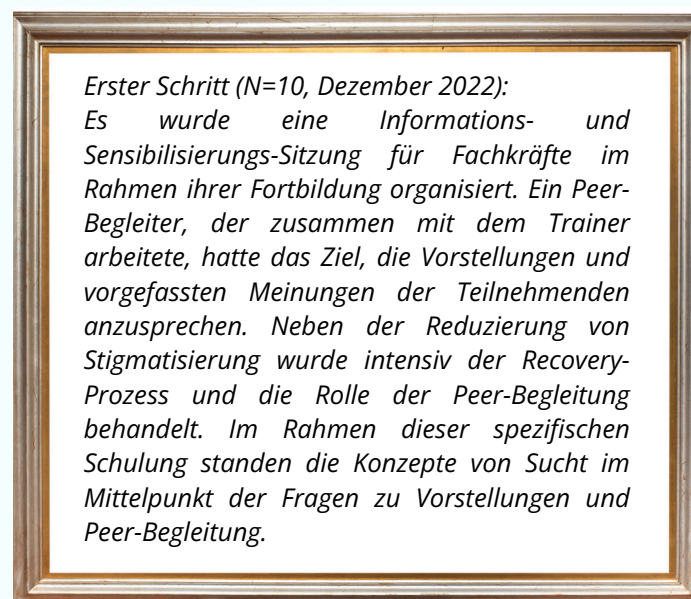 Erster Schritt (N=10, Dezember 2022):
Es wurde eine Informations- und
Sensibilisierungs-Sitzung für Fachkräfte im
Rahmen ihrer Fortbildung organisiert. Ein Peer-
Begleiter, der zusammen mit dem Trainer
arbeitete, hatte das Ziel, die Vorstellungen und
vorgefassten Meinungen der Teilnehmenden
anzusprechen. Neben der Reduzierung von
Stigmatisierung wurde intensiv der Recovery-
Prozess und die Rolle der Peer-Begleitung
behandelt. Im Rahmen dieser spezifischen
Schulung standen die Konzepte von Sucht im
Mittelpunkt der Fragen zu Vorstellungen und
Peer-Begleitung.